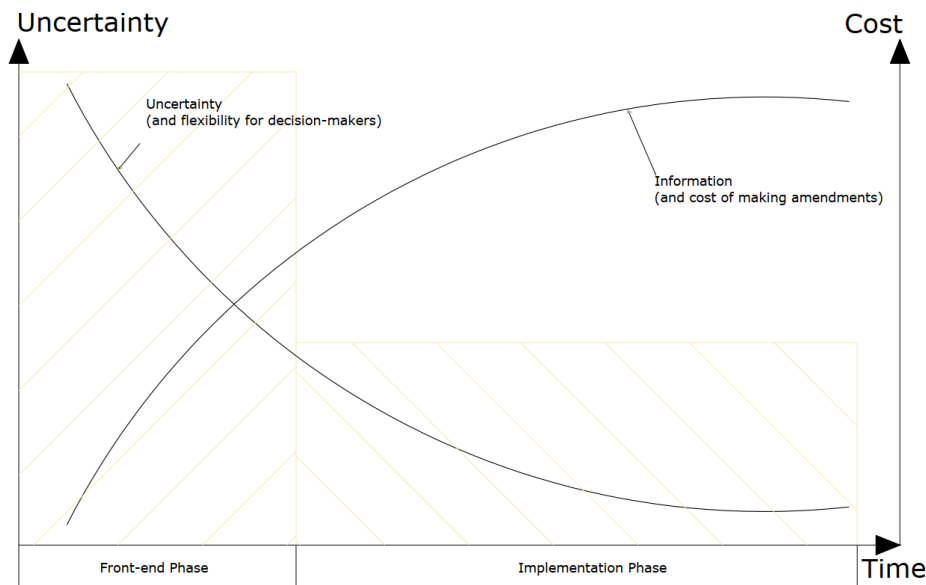 Uncertainty
Cost
Uncertainty
(and flexibility for decision-makers)
Information
(and cost of making amendments)
Front-end Phase
Implementation Phase
Time